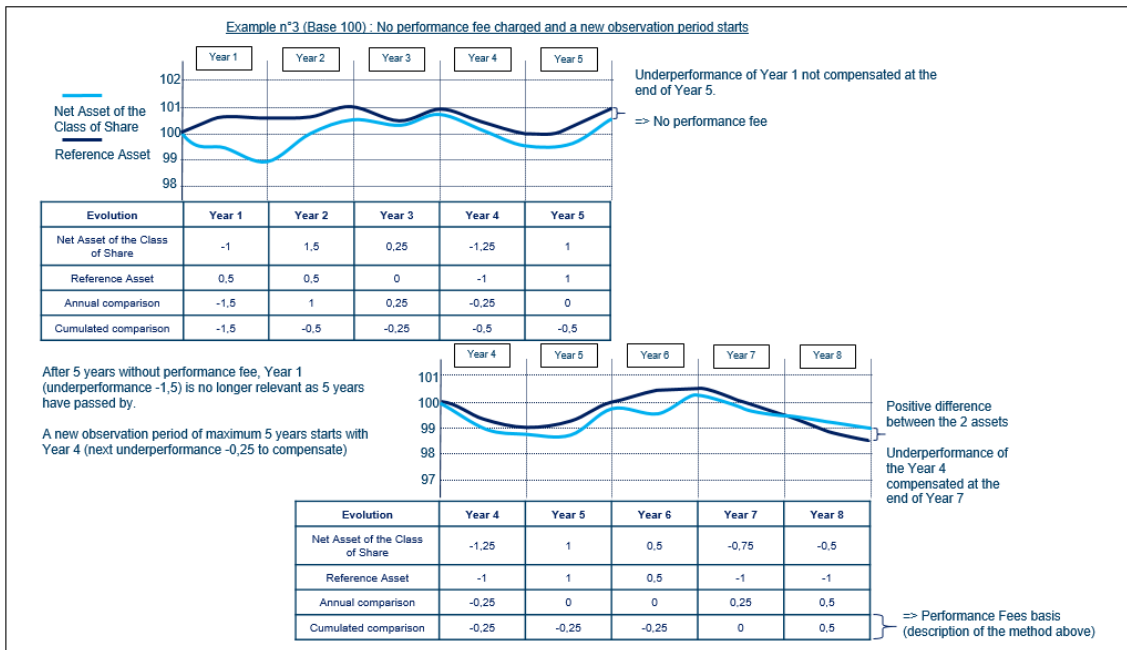 Example n°3 (Base 100) : No performance fee charged and a new observation period starts
Year 1 Year 2 Year 3 Year 4 Year 5
102
101
100
99
98
Net Asset of the
Class of Share
Reference Asset
Underperformance of Year 1 not compensated at the
end of Year 5.
=> No performance fee
Evolution Year 1 Year 2 Year 3 Year 4 Year 5
Net Asset of the Class
of Share -1 1,5 0,25 -1,25 1
Reference Asset 0,5 0,5 0 -1 1
Annual comparison -1,5 1 0,25 -0,25 0
Cumulated comparison -1,5 -0,5 -0,25 -0,5 -0,5
After 5 years without performance fee, Year 1
(underperformance -1,5) is no longer relevant as 5 years
have passed by.
A new observation period of maximum 5 years starts with
Year 4 (next underperformance -0,25 to compensate)
Year 4 Year 5 Year 6 Year 7 Year 8
101
100
99
98
97
Positive difference
between the 2 assets
Underperformance of
the Year 4
compensated at the
end of Year 7
Evolution Year 4 Year 5 Year 6 Year 7 Year 8
Net Asset of the Class
of Share -1,25 1 0,5 -0,75 -0,5
Reference Asset -1 1 0,5 -1 -1
Annual comparison -0,25 0 0 0,25 0,5
Cumulated comparison -0,25 -0,25 -0,25 0 0,5
=> Performance Fees basis
(description of the method above)